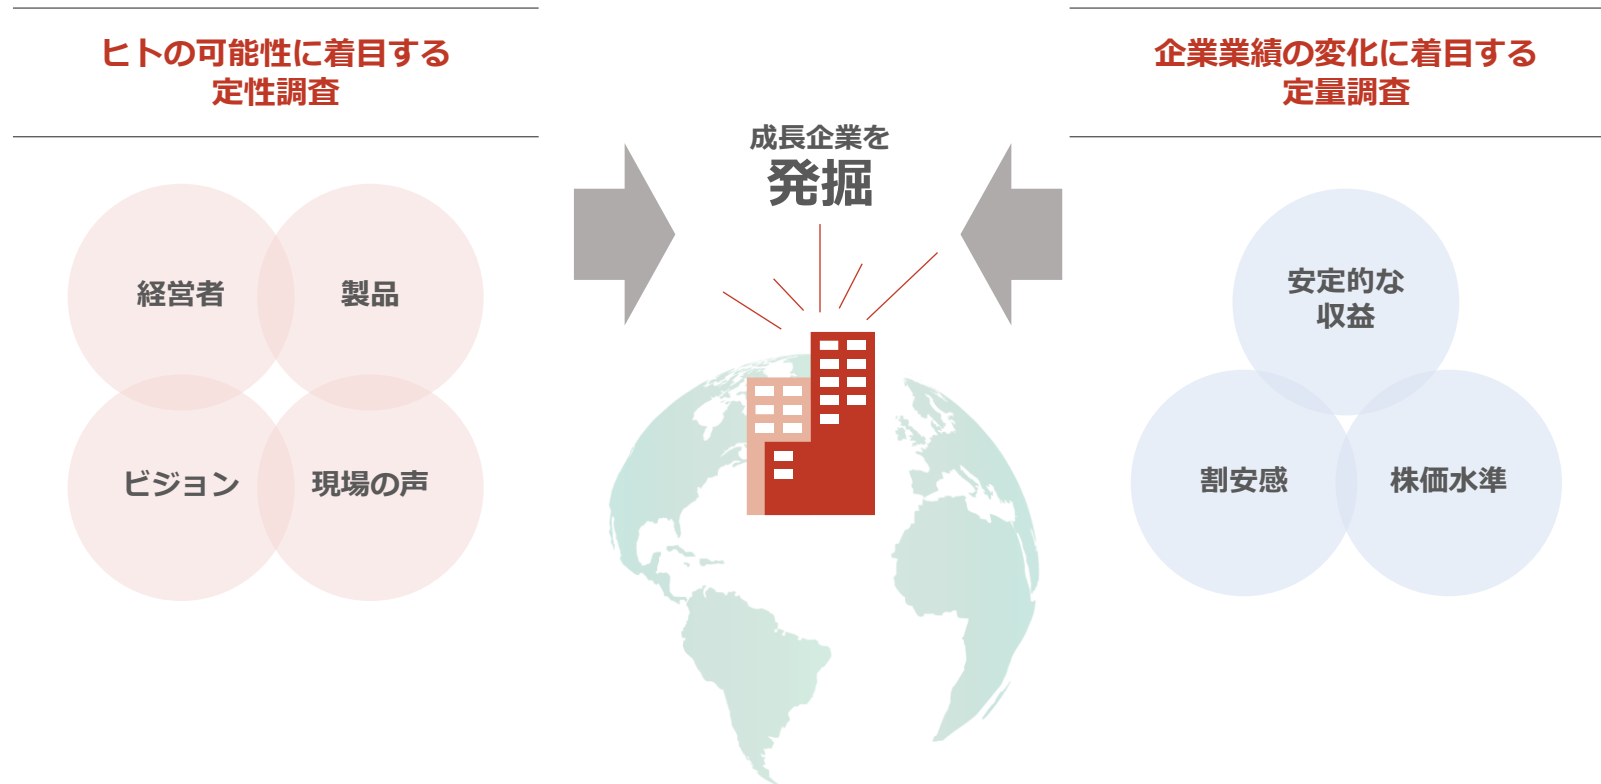 ヒトの可能性に着目する
定性調査
経営者
製品
ビジョン
現場の声
成長企業を
発掘
企業業績の変化に着目する
定量調査
安定的な
収益
割安感
株価水準